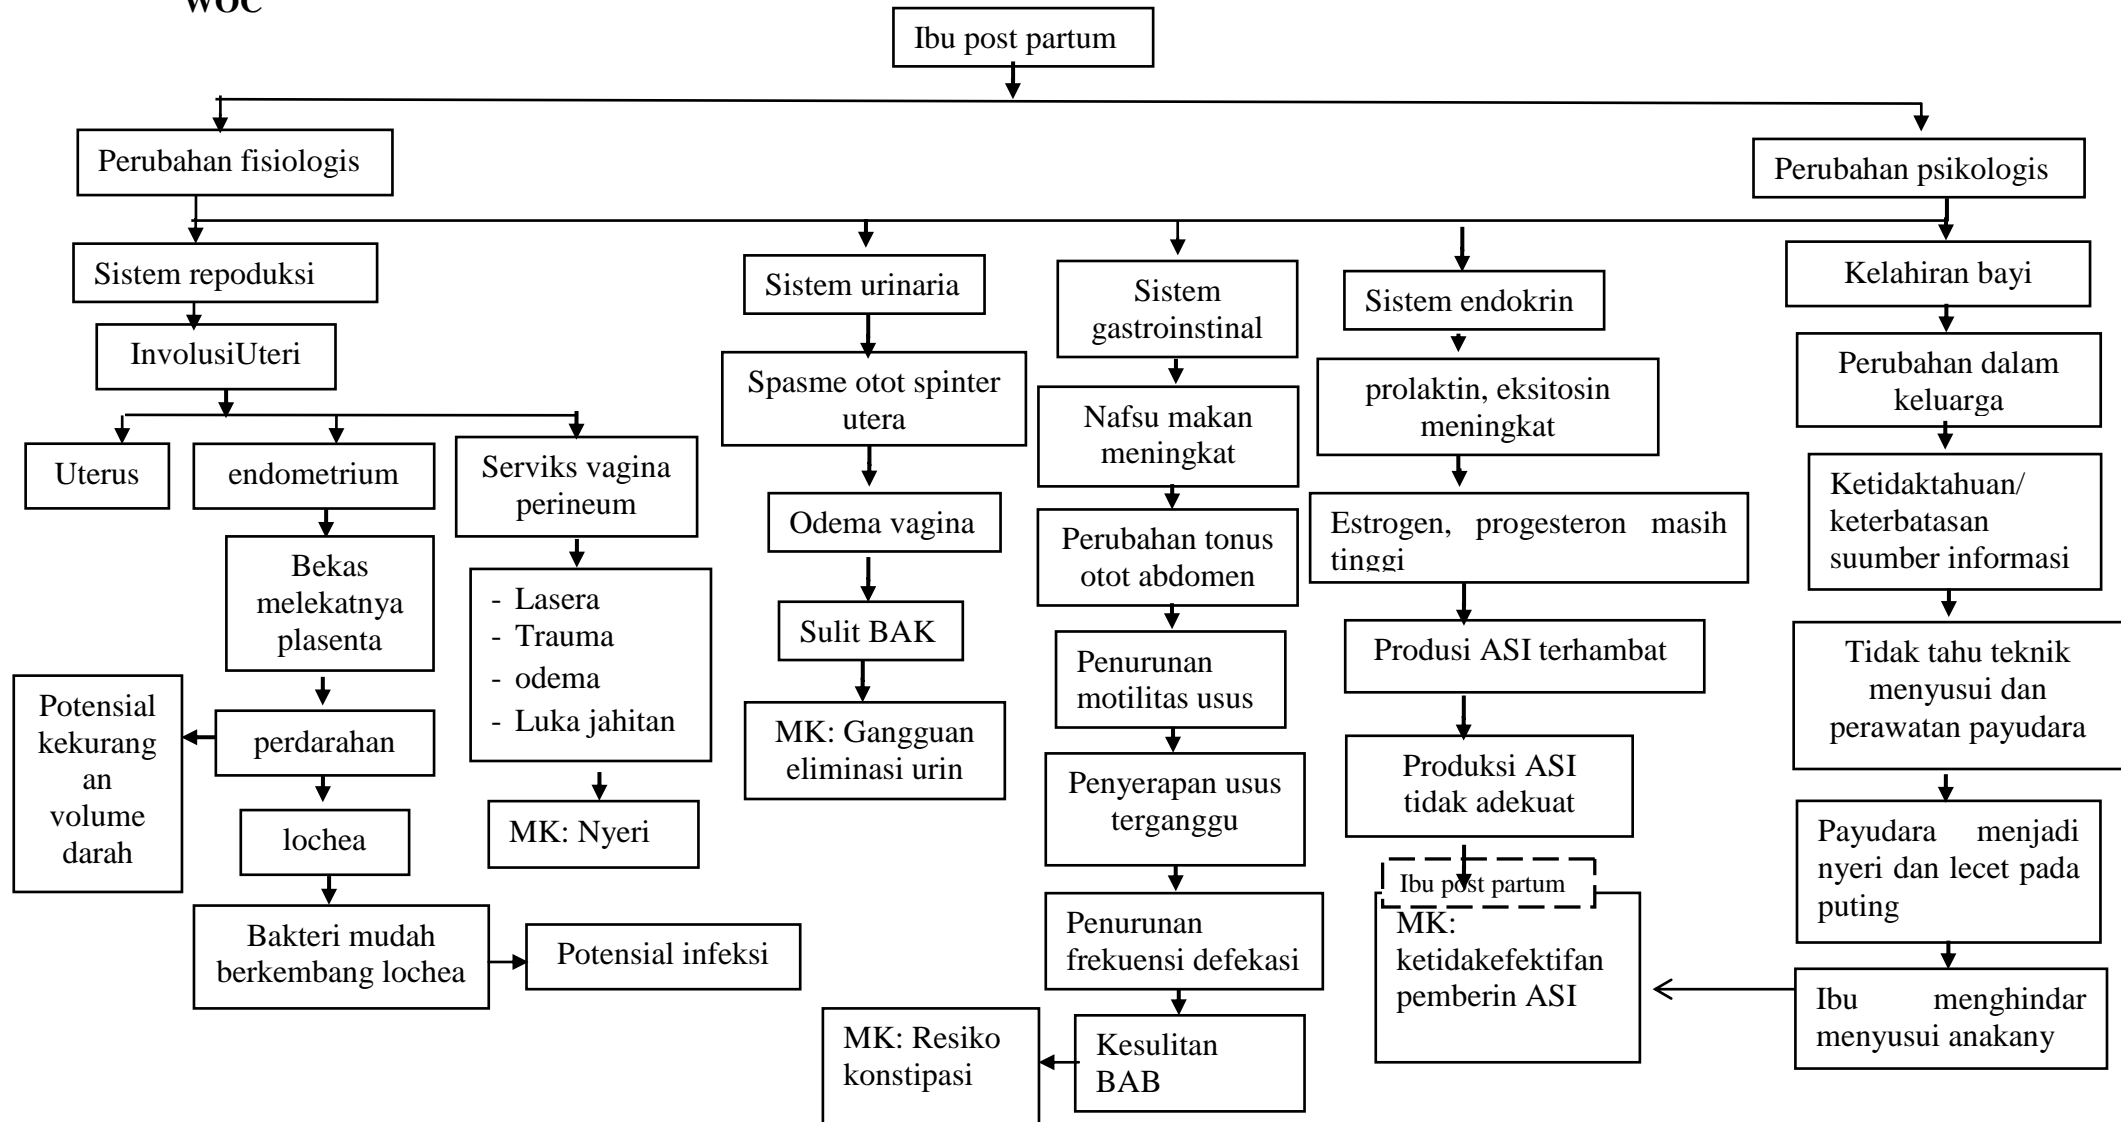 WOC
Ibu post partum
Perubahan fisiologis
Perubahan psikologis
Sistem repoduksi
Sistem urinaria
Sistem
gastroinstinal
Sistem endokrin
Kelahiran bayi
InvolusiUteri
Spasme otot spinter
utera
Nafsu makan
meningkat
prolaktin, eksitosin
meningkat
Perubahan dalam
keluarga
Uterus
endometrium
Serviks vagina
perineum
Odema vagina
Perubahan tonus
otot abdomen
Estrogen, progesteron masih
tinggi
Ketidaktahuan/
keterbatasan
suumber informasi
Bekas
melekatnya
plasenta
- Lasera
- Trauma
- odema
- Luka jahitan
Sulit BAK
Penurunan
motilitas usus
Produsi ASI terhambat
Tidak tahu teknik
menyusui dan
perawatan payudara
Potensial
kekurang
an
volume
darah
perdarahan
MK: Gangguan
eliminasi urin
Penyerapan usus
terganggu
Produksi ASI
tidak adekuat
Payudara menjadi
nyeri dan lecet pada
puting
lochea
MK: Nyeri
Ibu post partum
MK:
ketidakefektifan
pemberin ASI
Bakteri mudah
berkembang lochea
Potensial infeksi
Penurunan
frekuensi defekasi
Ibu menghindar
menyusui anakany
MK: Resiko
konstipasi
Kesulitan
BAB